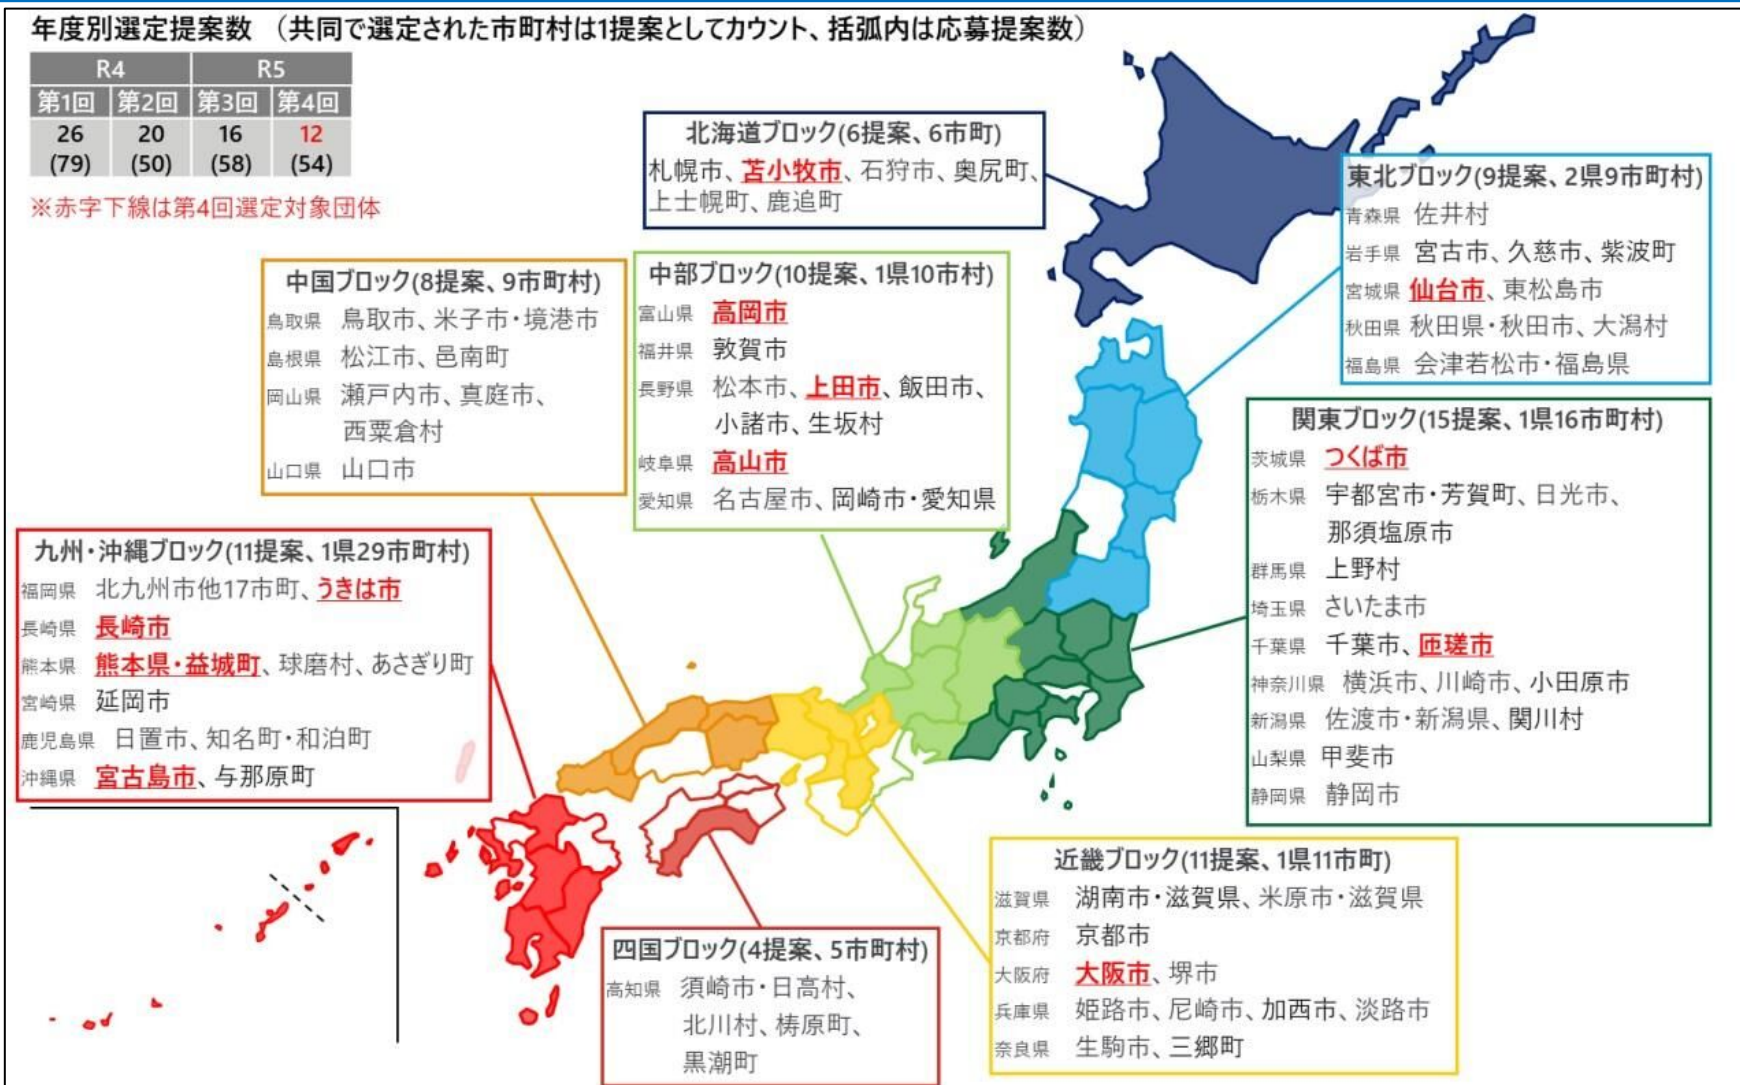 年度別選定提案数 （共同で選定された市町村は1提案としてカウント、括弧内は応募提案数）
R4 R5
第1回 第2回 第3回 第4回
26 20 16 12
(79) (50) (58) (54)
※赤字下線は第4回選定対象団体
北海道ブロック(6提案、6市町)
札幌市、苫小牧市、石狩市、奥尻町、
上士幌町、鹿追町
東北ブロック(9提案、2県9市町村)
青森県 佐井村
岩手県 宮古市、久慈市、紫波町
宮城県 仙台市、東松島市
秋田県 秋田県・秋田市、大潟村
福島県 会津若松市・福島県
中国ブロック(8提案、9市町村)
鳥取県 鳥取市、米子市・境港市
島根県 松江市、邑南町
岡山県 瀬戸内市、真庭市、
西粟倉村
山口県 山口市
中部ブロック(10提案、1県10市村)
富山県 高岡市
福井県 敦賀市
長野県 松本市、上田市、飯田市、
小諸市、生坂村
岐阜県 高山市
愛知県 名古屋市、岡崎市・愛知県
関東ブロック(15提案、1県16市町村)
茨城県 つくば市
栃木県 宇都宮市・芳賀町、日光市、
那須塩原市
群馬県 上野村
埼玉県 さいたま市
千葉県 千葉市、匝瑳市
神奈川県 横浜市、川崎市、小田原市
新潟県 佐渡市・新潟県、関川村
山梨県 甲斐市
静岡県 静岡市
九州・沖縄ブロック(11提案、1県29市町村)
福岡県 北九州市他17市町、うきは市
長崎県 長崎市
熊本県 熊本県・益城町、球磨村、あさぎり町
宮崎県 延岡市
鹿児島県 日置市、知名町・和泊町
沖縄県 宮古島市、与那原町
四国ブロック(4提案、5市町村)
高知県 須崎市・日高村、
北川村、梼原町、
黒潮町
近畿ブロック(11提案、1県11市町)
滋賀県 湖南市・滋賀県、米原市・滋賀県
京都府 京都市
大阪府 大阪市、堺市
兵庫県 姫路市、尼崎市、加西市、淡路市
奈良県 生駒市、三郷町